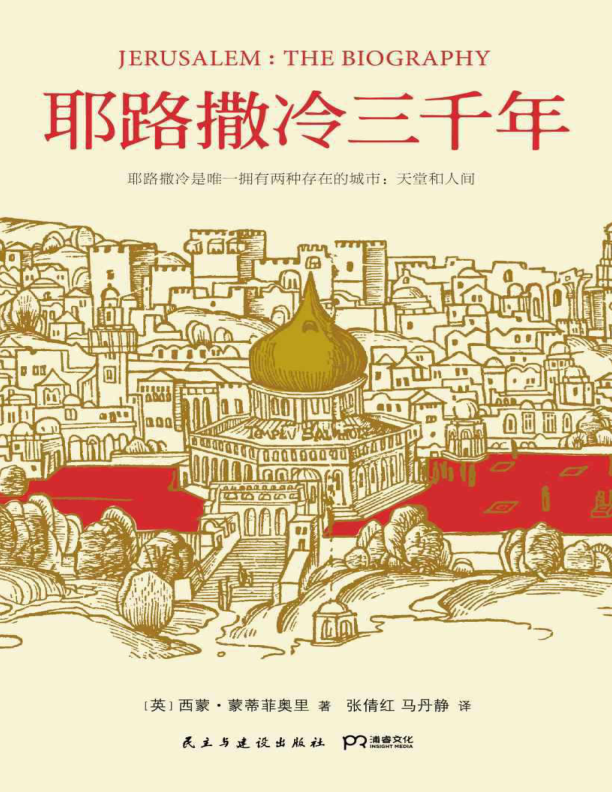 JERUSALEM : THE BIOGRAPHY
耶路撒冷三千年
耶路撒冷是唯一拥有两种存在的城市：天堂和人间
［英］西蒙·蒙蒂菲奥里 著 张倩红 马丹静 译
民主与建设出版社 浦睿文化
INSIGHT MEDIA